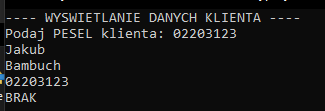 ---- WYSWIETLANIE DANYCH KLIENTA ----
Podaj PESEL klienta: 02203123
Jakub
Bambuch
02203123
BRAK